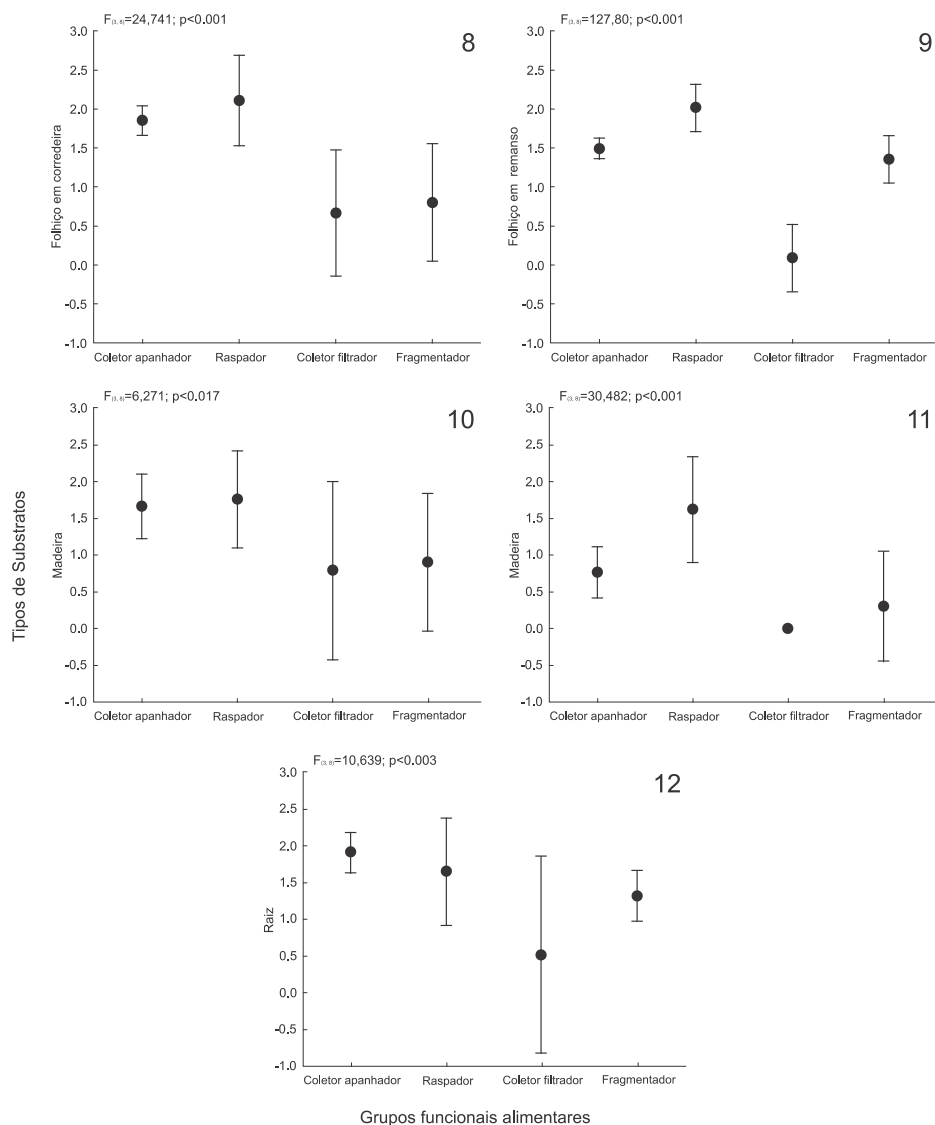 F(3, 8)=24,741; p<0.001
8
3.0
2.5
2.0
1.5
1.0
0.5
0.0
-0.5
-1.0
Folhiço em corredeira
Coletor apanhador Raspador Coletor filtrador Fragmentador
F(3, 8)=127,80; p<0.001
9
3.0
2.5
2.0
1.5
1.0
0.5
0.0
-0.5
-1.0
Folhiço em remanso
Coletor apanhador Raspador Coletor filtrador Fragmentador
Tipos de Substratos
F(3, 8)=6,271; p<0.017
10
3.0
2.5
2.0
1.5
1.0
0.5
0.0
-0.5
-1.0
Madeira
Coletor apanhador Raspador Coletor filtrador Fragmentador
F(3, 8)=30,482; p<0.001
11
3.0
2.5
2.0
1.5
1.0
0.5
0.0
-0.5
-1.0
Madeira
Coletor apanhador Raspador Coletor filtrador Fragmentador
F(3, 8)=10,639; p<0.003
12
3.0
2.5
2.0
1.5
1.0
0.5
0.0
-0.5
-1.0
Raiz
Coletor apanhador Raspador Coletor filtrador Fragmentador
Grupos funcionais alimentares